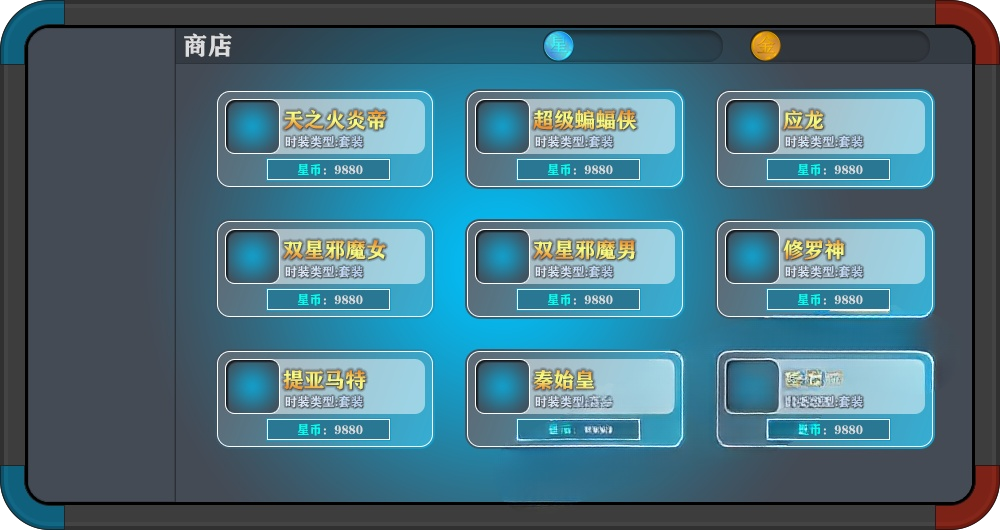 商店 星 金
天之火炎帝
时装类型:套装
星币: 9880
超级蝙蝠侠
时装类型:套装
星币: 9880
应龙
时装类型:套装
星币: 9880
双星邪魔女
时装类型:套装
星币: 9880
双星邪魔男
时装类型:套装
星币: 9880
修罗神
时装类型:套装
星币: 9880
提亚马特
时装类型:套装
星币: 9880
秦始皇
时装类型:
星币:
星币: 9880